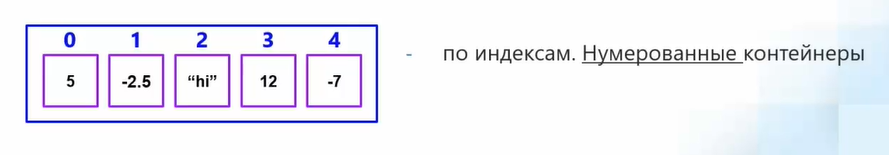 0 1 2 3 4
5 -2.5 “hi” 12 -7
- по индексам. Нумерованные контейнеры